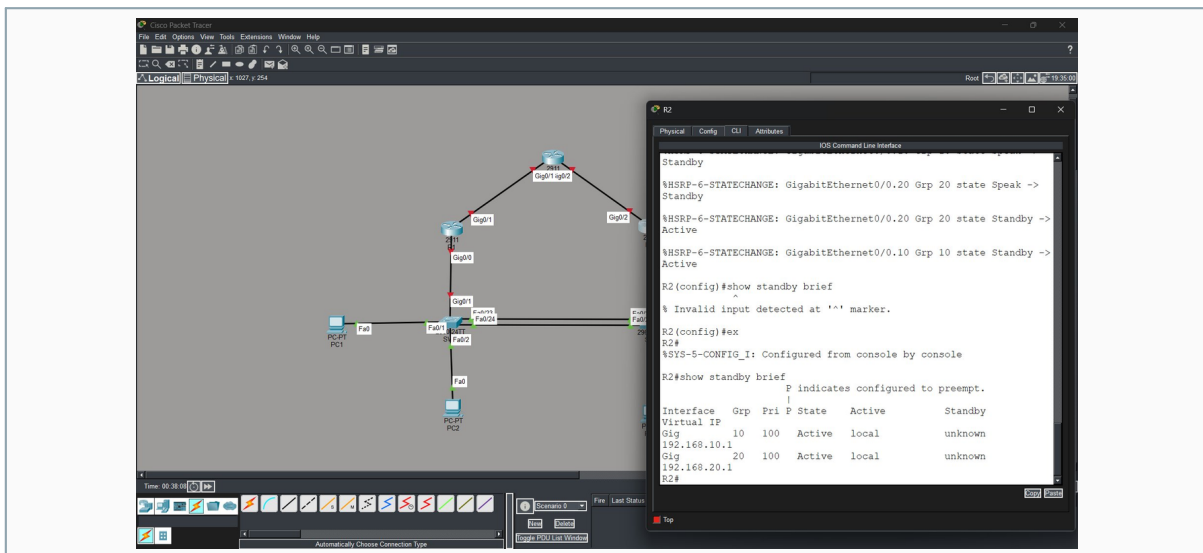 Cisco Packet Tracer
File Edit Options View Tools Extensions Window Help
?
Logical Physical x: 1027, y: 254
Root 19:35:00
2911
Gig0/1
ig0/2
Gig0/1
Gig0/2
2911
Gig0/0
Gig0/1
Fa0/24
Fa0
Fa0/1
Fa0/2
PC-PT
PC1
Fa0
PC-PT
PC2
R2
Physical Config CLI Attributes
IOS Command Line Interface
Standby
%HSRP-6-STATECHANGE: GigabitEthernet0/0.20 Grp 20 state Speak ->
Standby
%HSRP-6-STATECHANGE: GigabitEthernet0/0.20 Grp 20 state Standby ->
Active
%HSRP-6-STATECHANGE: GigabitEthernet0/0.10 Grp 10 state Standby ->
Active
R2(config)#show standby brief
^
% Invalid input detected at '^' marker.
R2(config)#ex
R2#
%SYS-5-CONFIG_I: Configured from console by console
R2#show standby brief
P indicates configured to preempt.
|
Interface Grp Pri P State Active Standby
Virtual IP
Gig 10 100 Active local unknown
192.168.10.1
Gig 20 100 Active local unknown
192.168.20.1
R2#
Copy Paste
Top
Time: 00:38:08
Scenario 0
New Delete
Toggle PDU List Window
Fire Last Status
Automatically Choose Connection Type